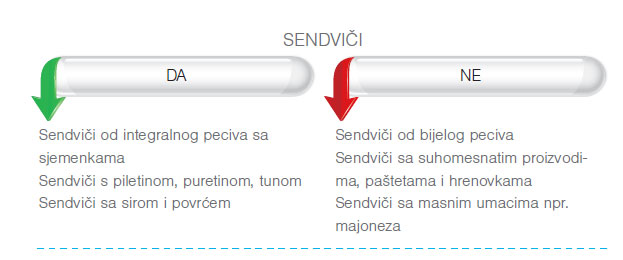 SENDVIČI
DA
Sendviči od integralnog peciva sa
sjemenkama
Sendviči s piletinom, puretinom, tunom
Sendviči sa sirom i povrćem
NE
Sendviči od bijelog peciva
Sendviči sa suhomesnatim proizvodi-
ma, paštetama i hrenovkama
Sendviči sa masnim umacima npr.
majoneza